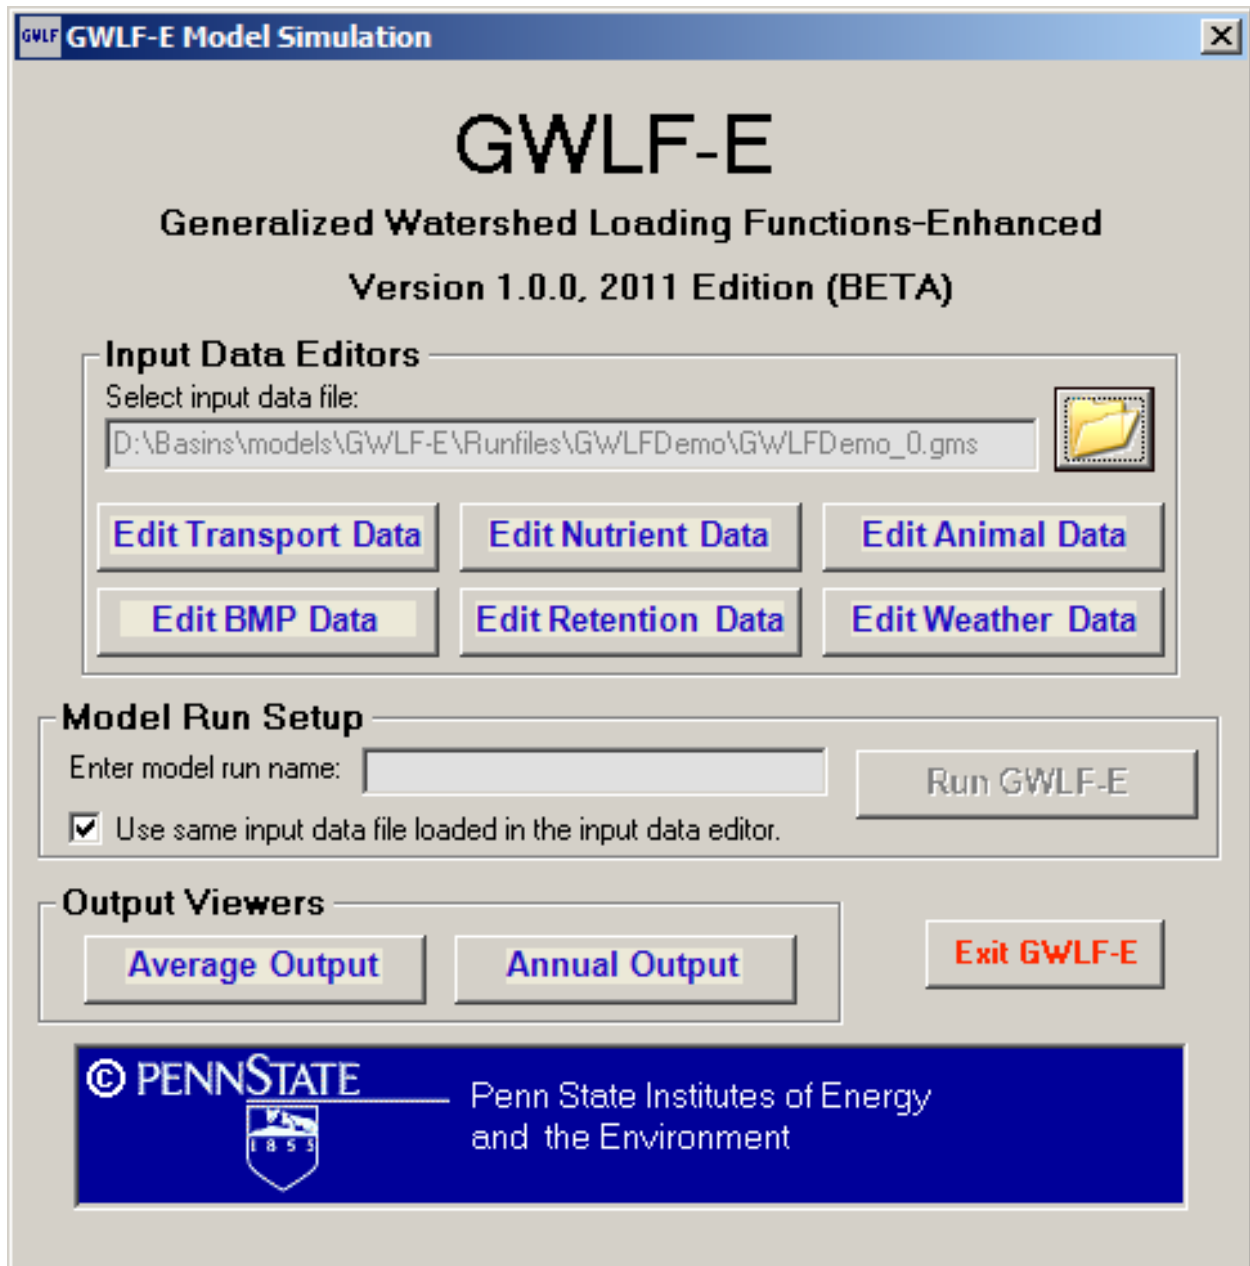 GWLF GWLF-E Model Simulation
GWLF-E
Generalized Watershed Loading Functions-Enhanced
Version 1.0.0, 2011 Edition (BETA)
Input Data Editors
Select input data file:
D:\Basins\models\GWLF-E\Runfiles\GWLFDemo\GWLFDemo_0.gms
Edit Transport Data Edit Nutrient Data Edit Animal Data
Edit BMP Data Edit Retention Data Edit Weather Data
Model Run Setup
Enter model run name: Run GWLF-E
Use same input data file loaded in the input data editor.
Output Viewers
Average Output Annual Output Exit GWLF-E
© PENNSTATE
1855
Penn State Institutes of Energy
and the Environment